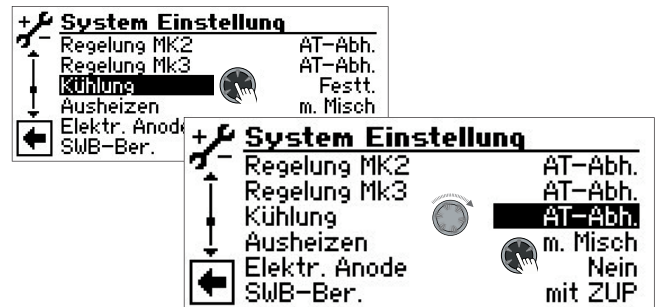 System Einstellung
Regelung MK2 AT-Abh.
Regelung Mk3 AT-Abh.
Kühlung Festt.
Ausheizen m. Misch
Elektr. Anode
SWB-Ber.
System Einstellung
Regelung MK2 AT-Abh.
Regelung Mk3 AT-Abh.
Kühlung AT-Abh.
Ausheizen m. Misch
Elektr. Anode Nein
SWB-Ber. mit ZUP